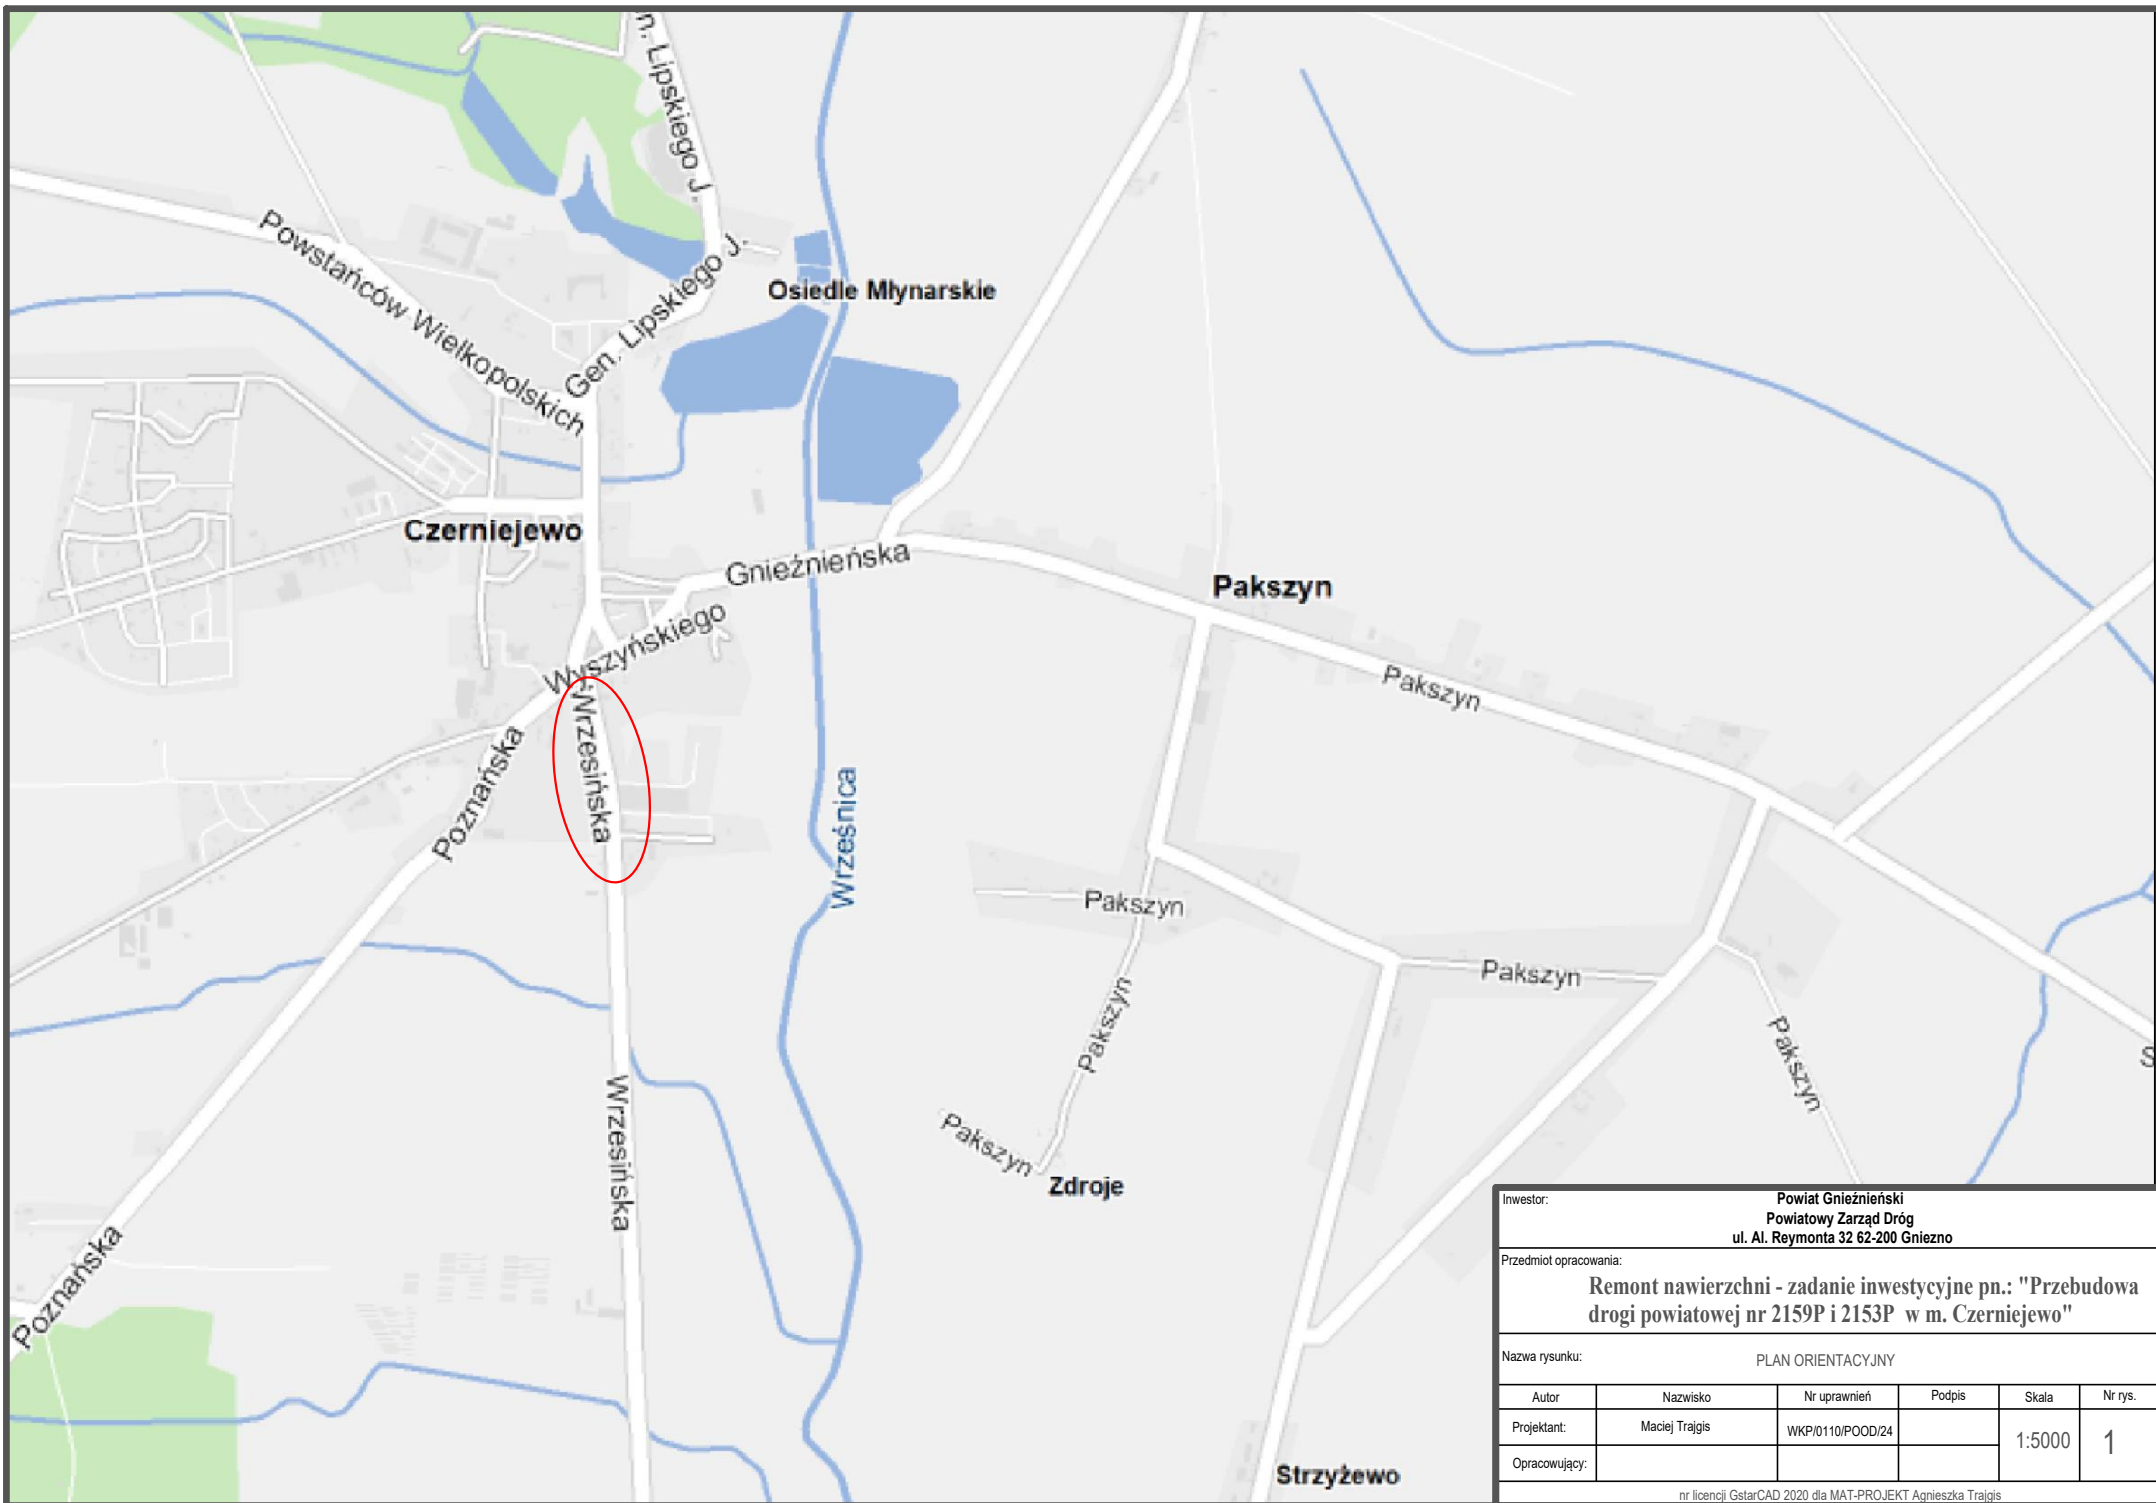 n. Lipskiego J.
Powstańców Wielkopolskich
Gen. Lipskiego J.
Osiedle Młynarskie
Czerniejewo
Gnieźnieńska
Pakszyn
Wyszyńskiego
Pakszyn
Wrzesińska
Poznańska
Wrześnica
Pakszyn
Pakszyn
Pakszyn
Pakszyn
S
Wrzesińska
Pakszyn
Zdroje
Poznańska
Strzyżewo
Inwestor:
Powiat Gnieźnieński
Powiatowy Zarząd Dróg
ul. Al. Reymonta 32 62-200 Gniezno
Przedmiot opracowania:
Remont nawierzchni - zadanie inwestycyjne pn.: "Przebudowa
drogi powiatowej nr 2159P i 2153P w m. Czerniejewo"
Nazwa rysunku:
PLAN ORIENTACYJNY
Autor Nazwisko Nr uprawnień Podpis Skala Nr rys.
Projektant: Maciej Trajgis WKP/0110/POOD/24 1:5000 1
Opracowujący:
nr licencji GstarCAD 2020 dla MAT-PROJEKT Agnieszka Trajgis